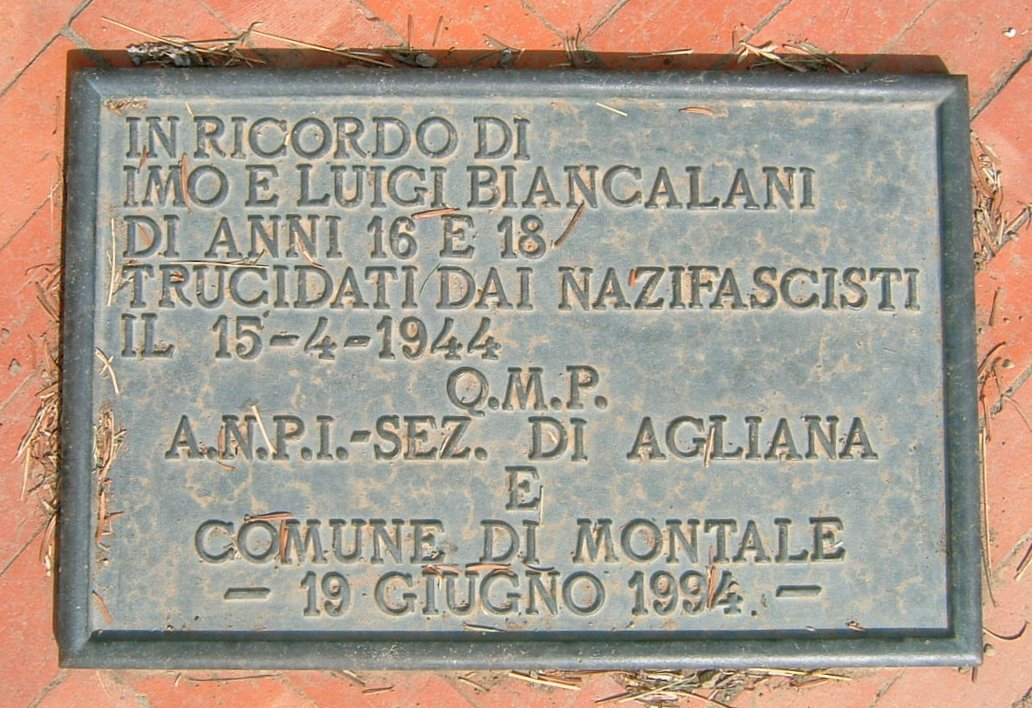 IN RICORDO DI
IMO E LUIGI BIANCALANI
DI ANNI 16 E 18
TRUCIDATI DAI NAZIFASCISTI
IL 15-4-1944
Q.M.P.
A.N.P.I.-SEZ. DI AGLIANA
E
COMUNE DI MONTALE
- 19 GIUGNO 1994. -